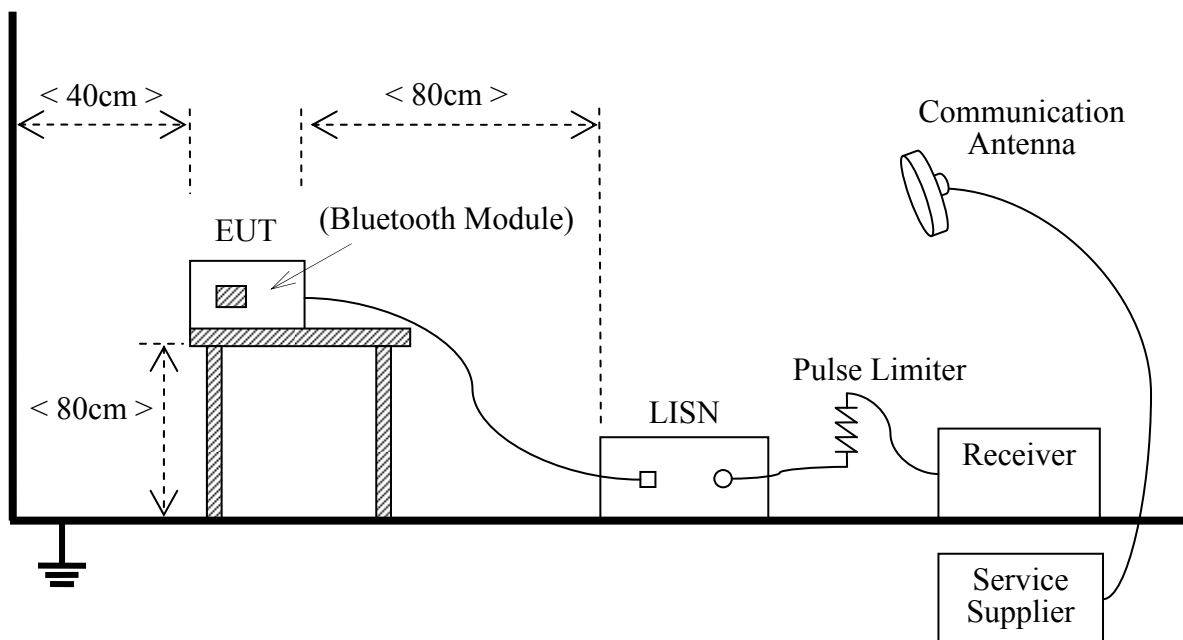 < 40cm >
< 80cm >
Communication
Antenna
EUT
(Bluetooth Module)
< 80cm >
Pulse Limiter
LISN
Receiver
Service
Supplier